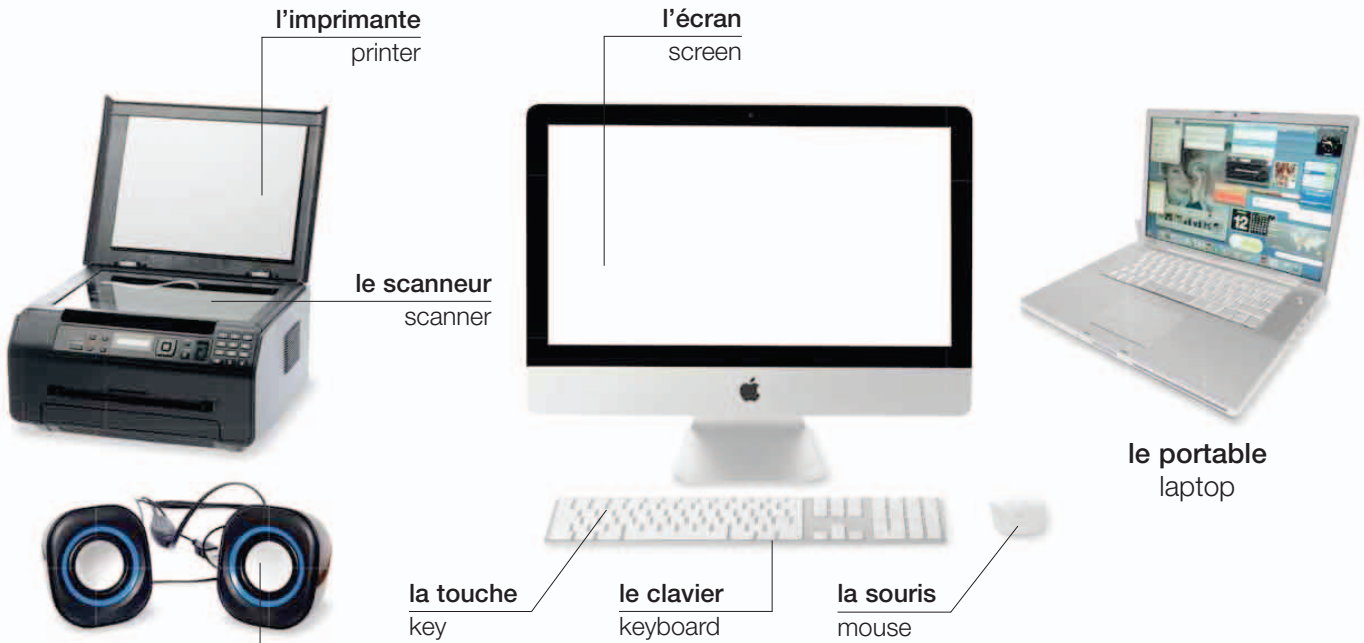 l'imprimante
printer
l'écran
screen
le scanneur
scanner
le portable
laptop
la touche
key
le clavier
keyboard
la souris
mouse